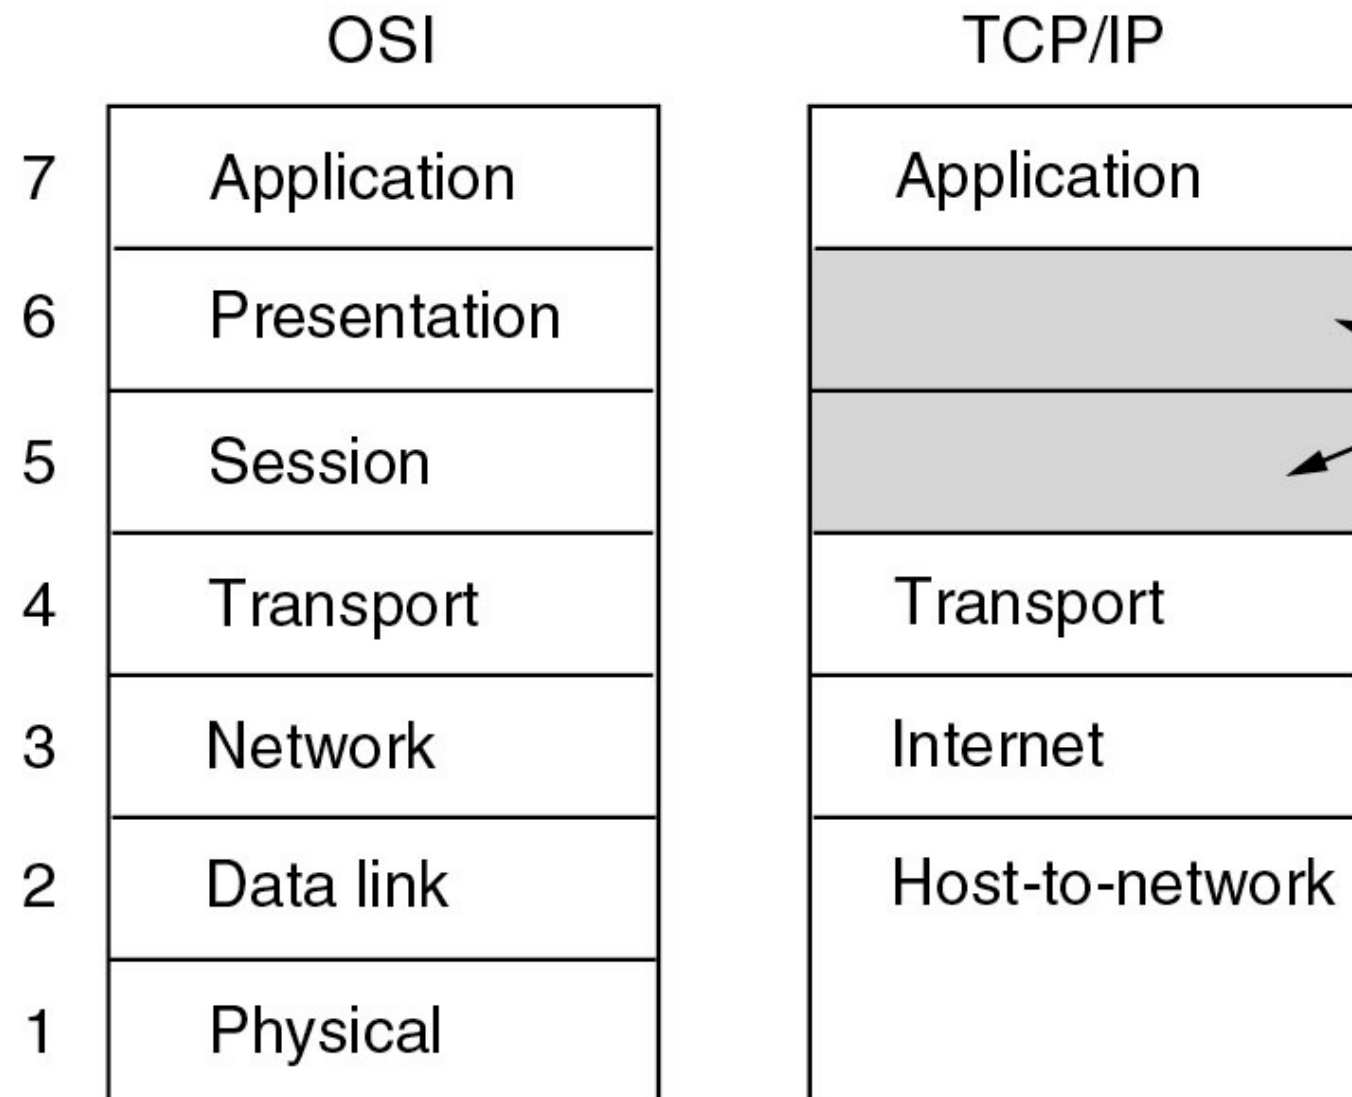 OSI TCP/IP
7 Application Application
6 Presentation
5 Session
4 Transport Transport
3 Network Internet
2 Data link Host-to-network
1 Physical